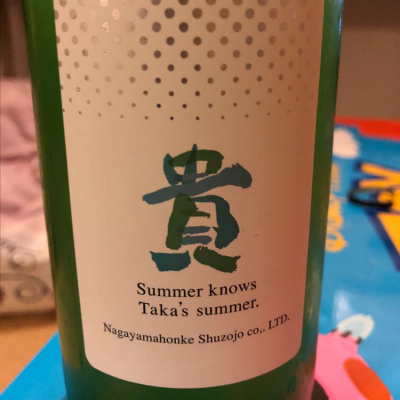 貴
Summer knows
Taka's summer.
Nagayamahonke Shuzojo co,. LTD.